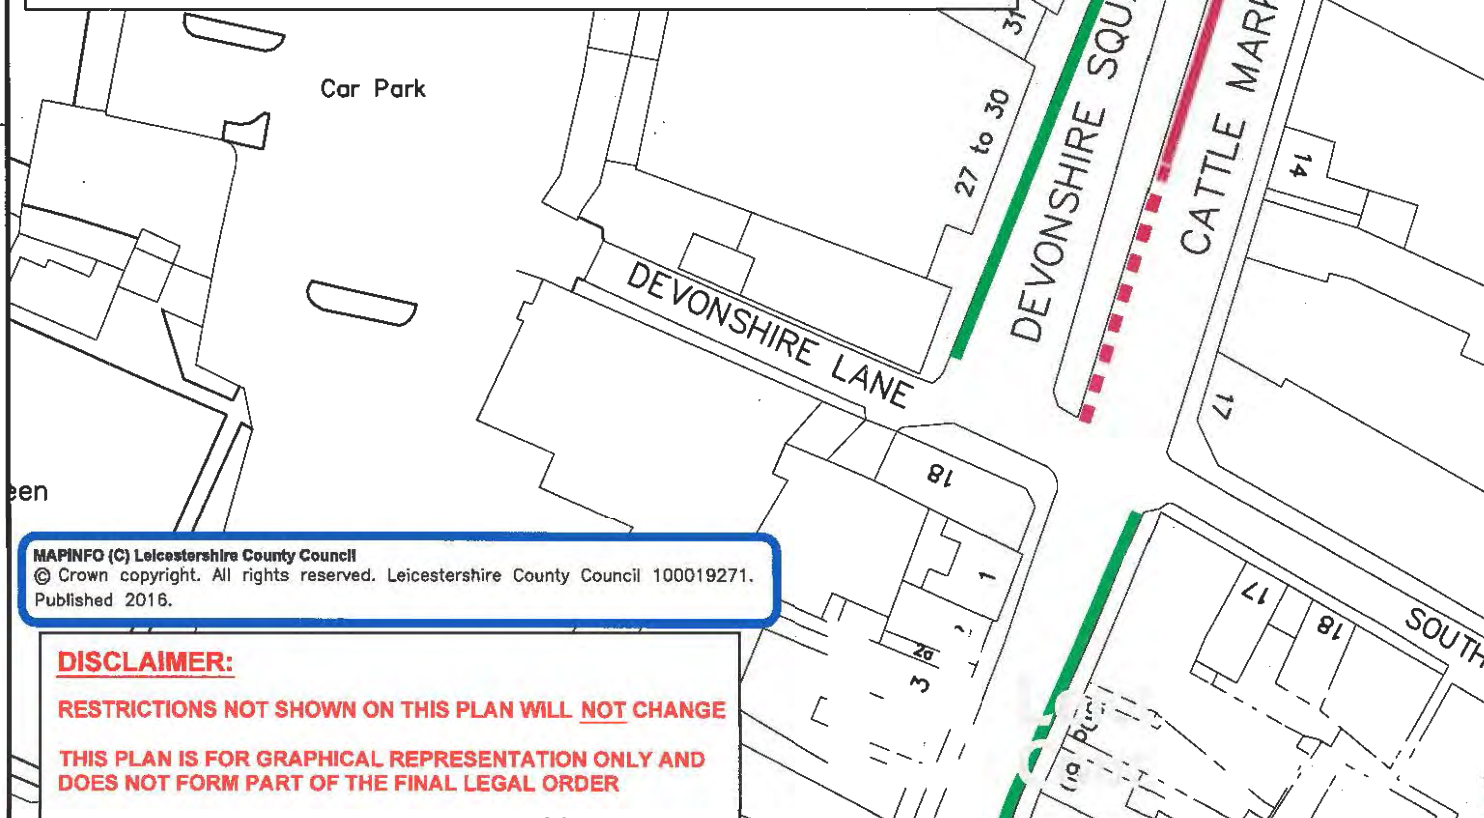 Car Park
31
27 to 30
DEVONSHIRE SQU
CATTLE MARK
14
DEVONSHIRE LANE
17
18
een
MAPINFO (C) Leicestershire County Council
© Crown copyright. All rights reserved. Leicestershire County Council 100019271.
Published 2016.
1
2a
3
17
18
SOUTH
DISCLAIMER:
RESTRICTIONS NOT SHOWN ON THIS PLAN WILL NOT CHANGE
THIS PLAN IS FOR GRAPHICAL REPRESENTATION ONLY AND
DOES NOT FORM PART OF THE FINAL LEGAL ORDER